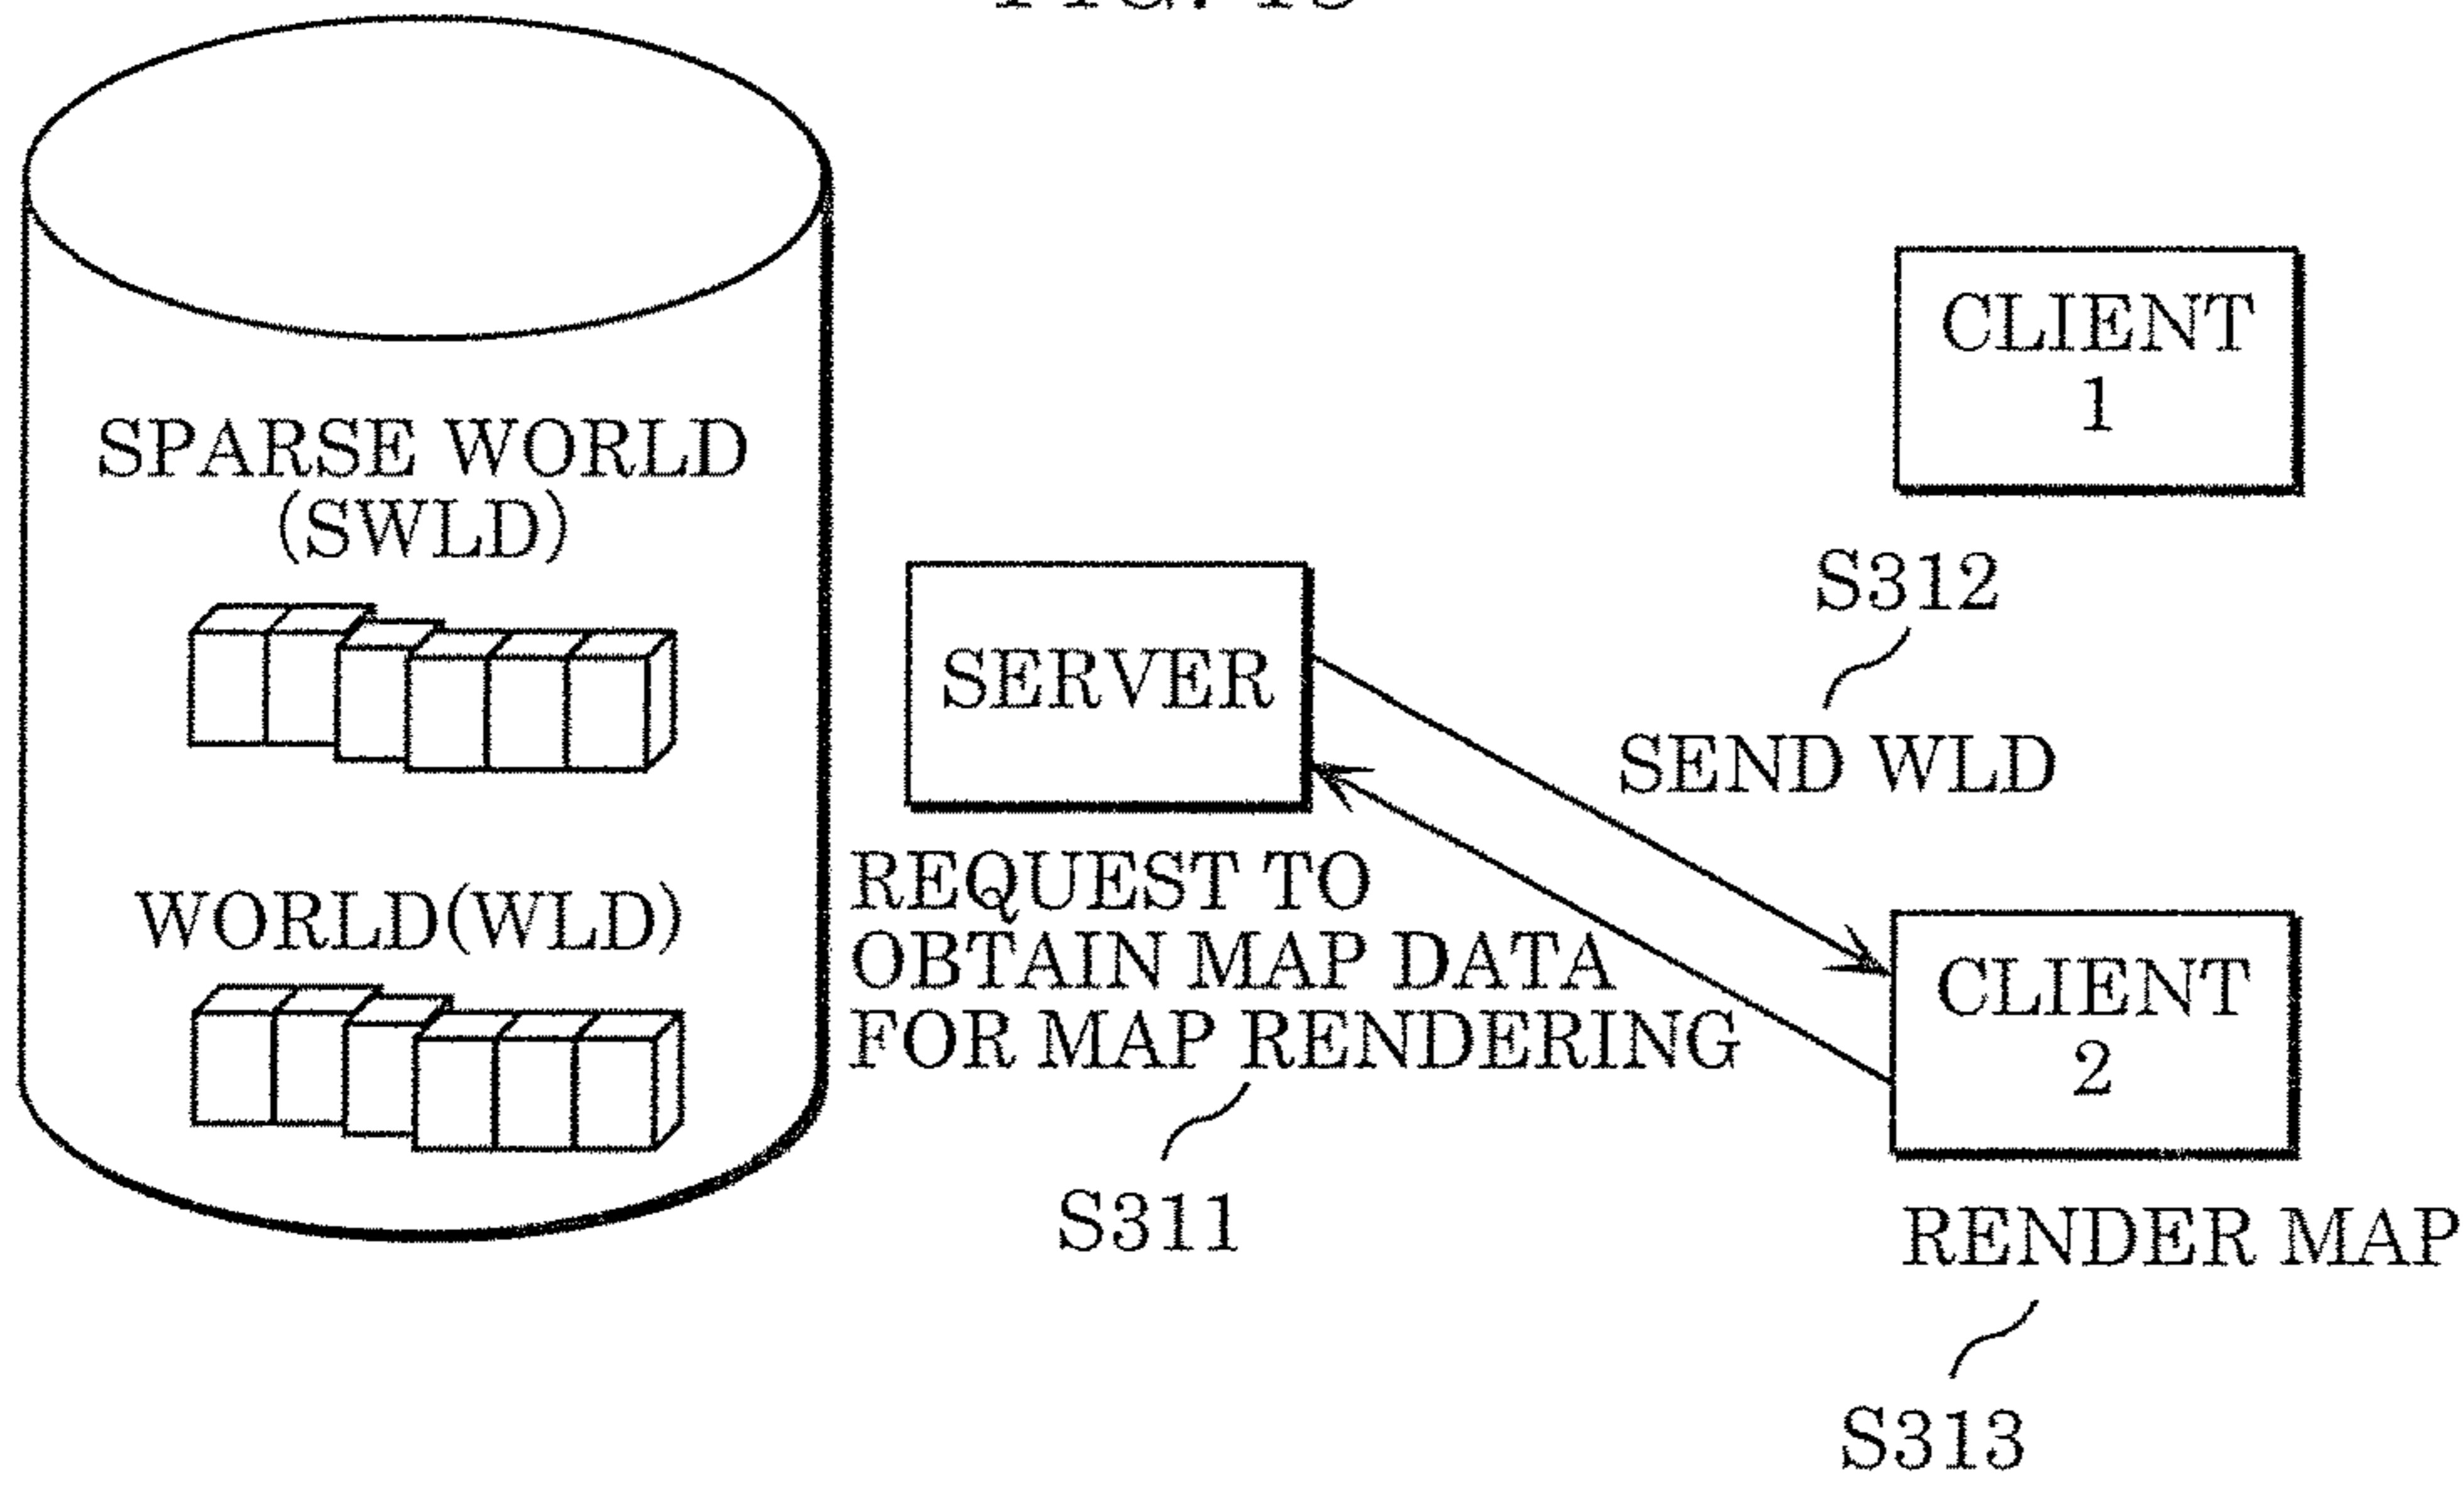 SPARSE WORLD
(SWLD)
WORLD(WLD)
SERVER
REQUEST TO
OBTAIN MAP DATA
FOR MAP RENDERING
S311
CLIENT
1
S312
SEND WLD
CLIENT
2
RENDER MAP
S313